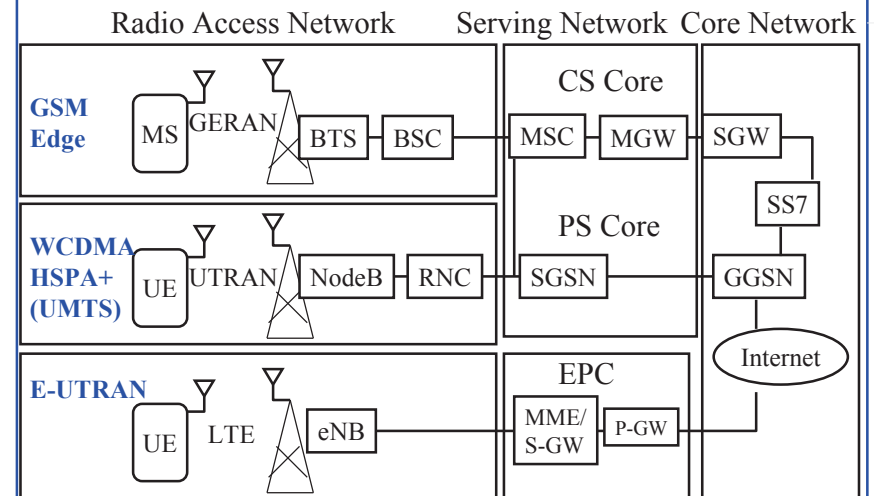 Radio Access Network Serving Network Core Network
CS Core
GSM
Edge
MS
GERAN
BTS
BSC
MSC
MGW
SGW
SS7
PS Core
WCDMA
HSPA+
(UMTS)
UE
UTRAN
NodeB
RNC
SGSN
GGSN
Internet
EPC
E-UTRAN
UE
LTE
eNB
MME/
S-GW
P-GW